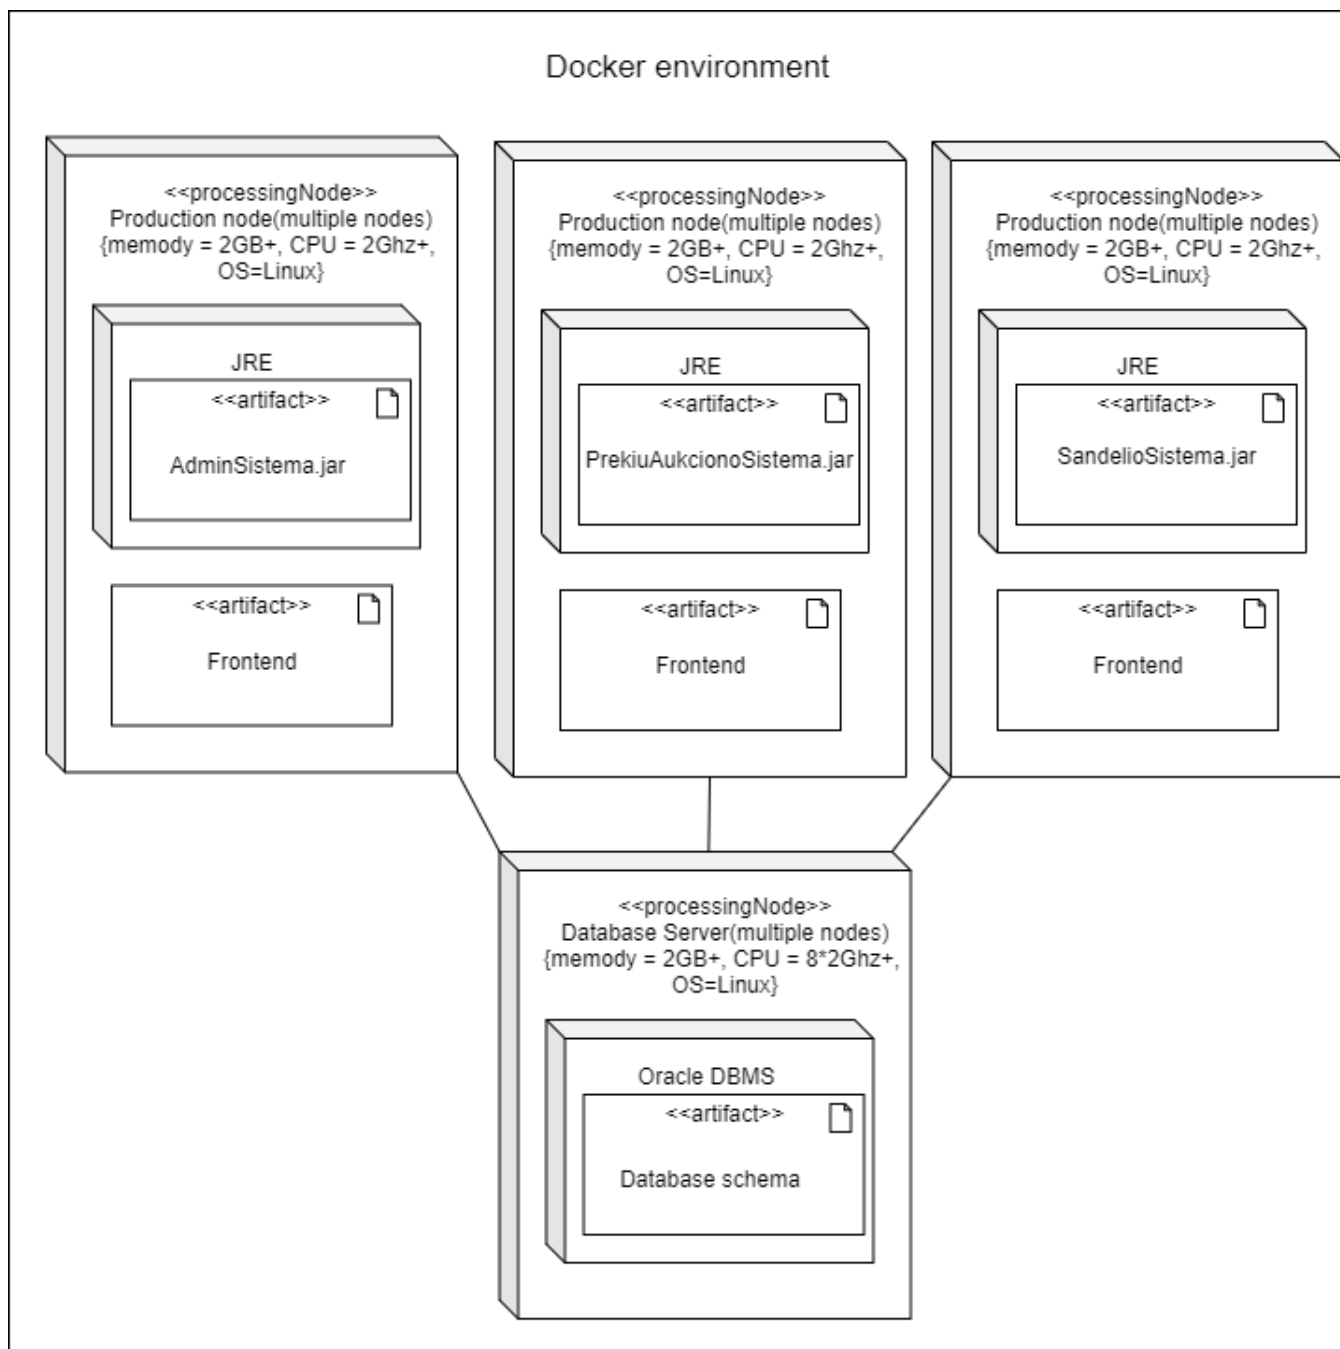 Docker environment
<<processingNode>>
Production node(multiple nodes)
{memody = 2GB+, CPU = 2Ghz+,
OS=Linux}
JRE
<<artifact>>
AdminSistema.jar
<<artifact>>
Frontend
<<processingNode>>
Production node(multiple nodes)
{memody = 2GB+, CPU = 2Ghz+,
OS=Linux}
JRE
<<artifact>>
PrekiuAukcionoSistema.jar
<<artifact>>
Frontend
<<processingNode>>
Production node(multiple nodes)
{memody = 2GB+, CPU = 2Ghz+,
OS=Linux}
JRE
<<artifact>>
SandelioSistema.jar
<<artifact>>
Frontend
<<processingNode>>
Database Server(multiple nodes)
{memody = 2GB+, CPU = 8*2Ghz+,
OS=Linux}
Oracle DBMS
<<artifact>>
Database schema